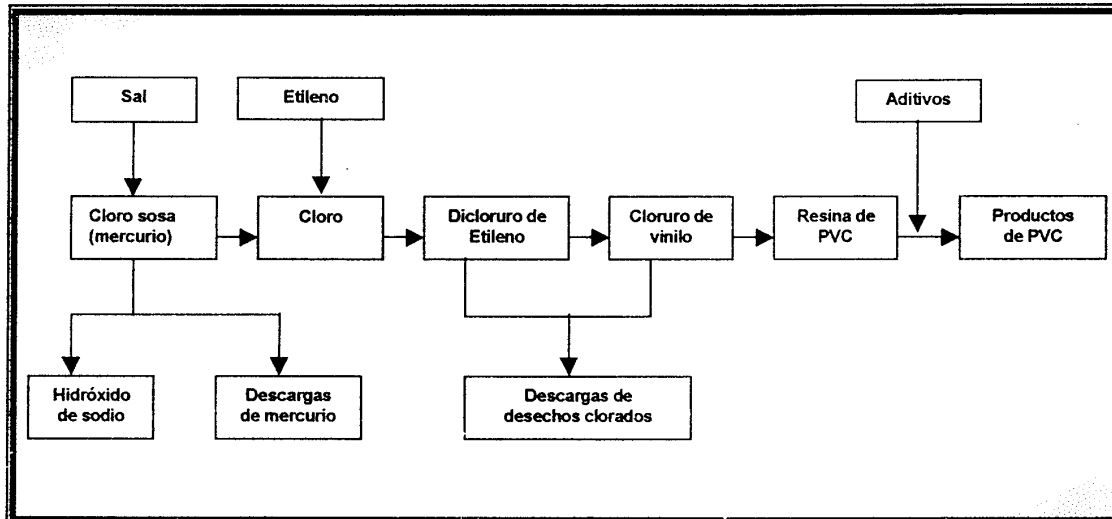 Sal
Etileno
Aditivos
Cloro sosa
(mercurio)
Cloro
Dicloruro de
Etileno
Cloruro de
vinilo
Resina de
PVC
Productos
de PVC
Hidróxido
de sodio
Descargas
de mercurio
Descargas de
desechos clorados